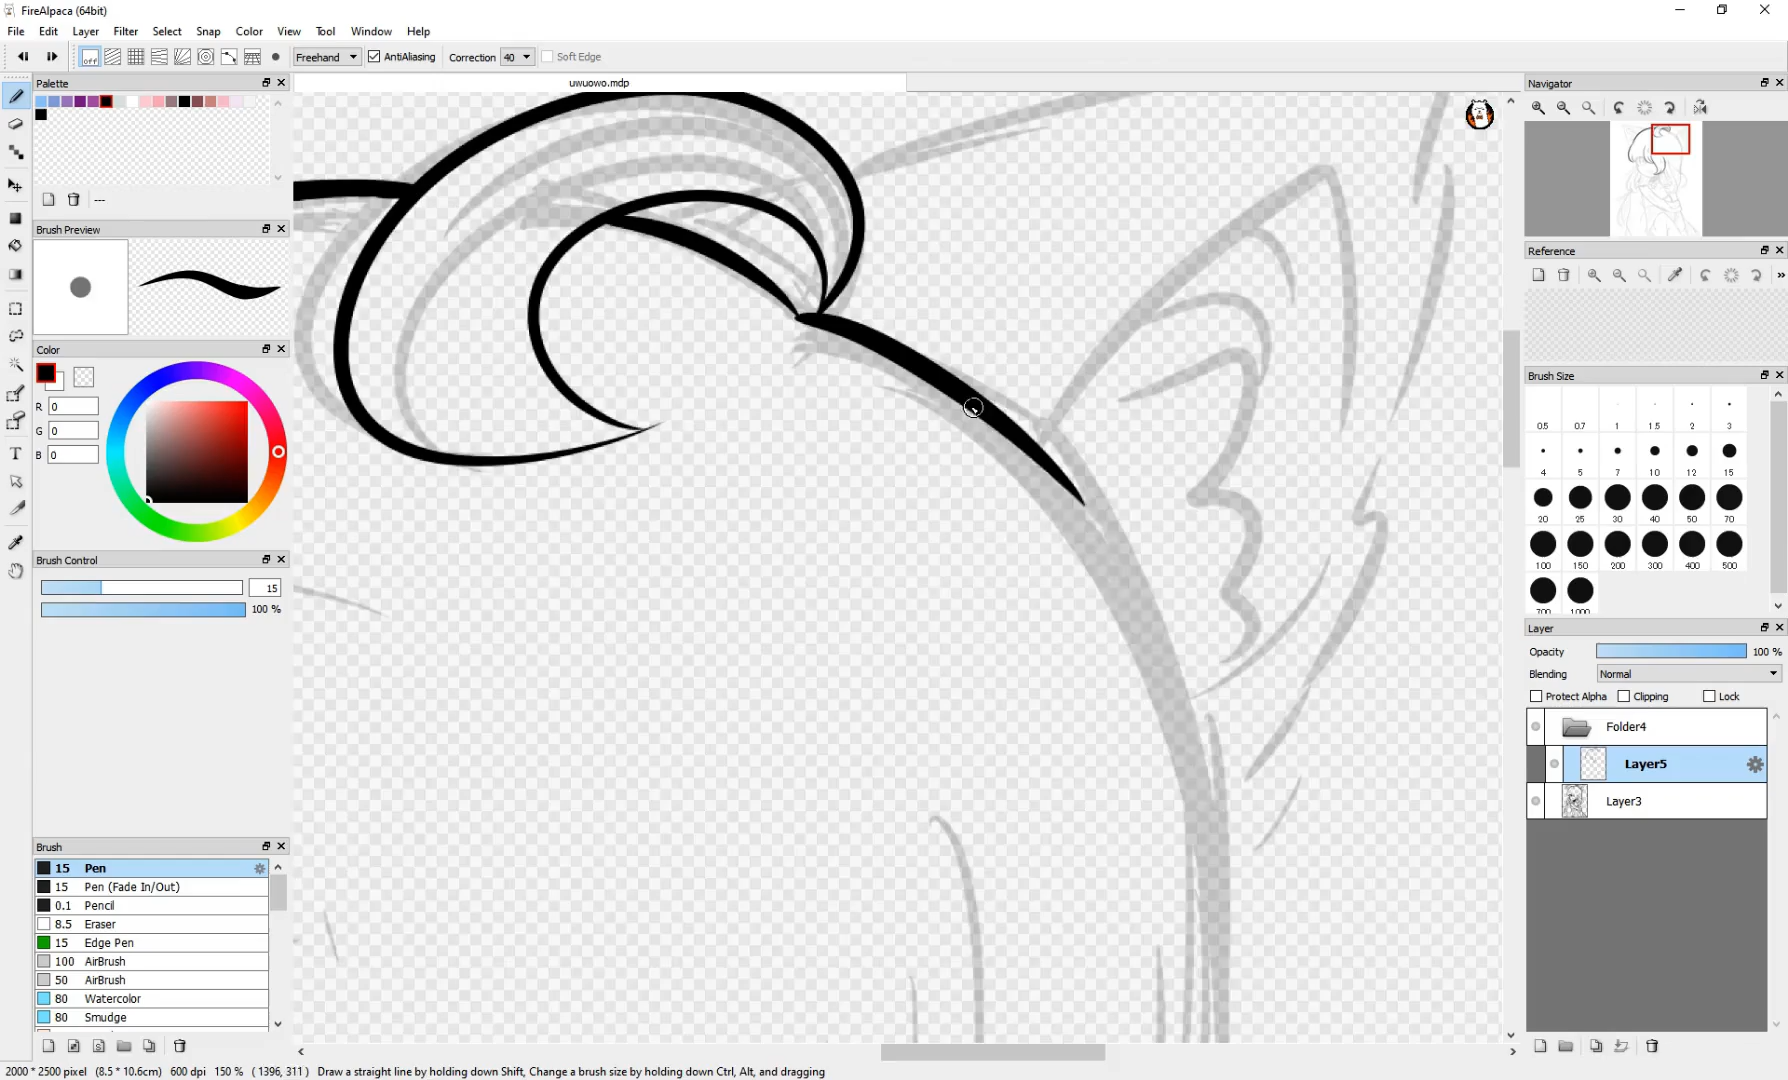 FireAlpaca (64bit)
File Edit Layer Filter Select Snap Color View Tool Window Help
off Freehand AntiAliasing Correction 40 Soft Edge
Palette
uwuowo.mdp
Navigator
---
Brush Preview
Reference
»
Color
R 0
G 0
B 0
Brush Size
0.5 0.7 1 1.5 2 3
4 5 7 10 12 15
20 25 30 40 50 70
100 150 200 300 400 500
700 1000
Brush Control
15
100 %
Layer
Opacity 100 %
Blending Normal
Protect Alpha Clipping Lock
Folder4
Layer5
Layer3
Brush
15 Pen
15 Pen (Fade In/Out)
0.1 Pencil
8.5 Eraser
15 Edge Pen
100 AirBrush
50 AirBrush
80 Watercolor
80 Smudge
2000 * 2500 pixel (8.5 * 10.6cm) 600 dpi 150 % ( 1396, 311 ) Draw a straight line by holding down Shift, Change a brush size by holding down Ctrl, Alt, and dragging